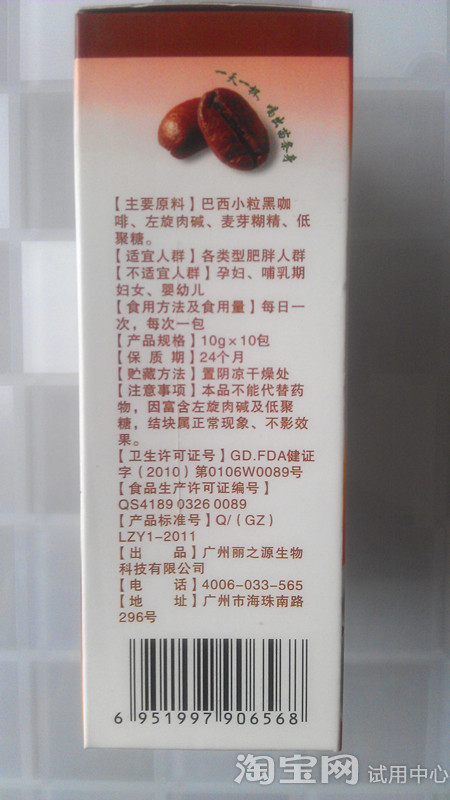 一天一杯,喝出苗条身
【主要原料】巴西小粒黑咖
啡、左旋肉碱、麦芽糊精、低
聚糖。
【适宜人群】各类型肥胖人群
【不适宜人群】孕妇、哺乳期
妇女、婴幼儿
【食用方法及食用量】每日一
次，每次一包
【产品规格】10g×10包
【保 质 期】24个月
【贮藏方法】置阴凉干燥处
【注意事项】本品不能代替药
物，因富含左旋肉碱及低聚
糖，结块属正常现象、不影效
果。
【卫生许可证号】GD.FDA健证
字（2010）第0106W0089号
【食品生产许可证编号】
QS4189 0326 0089
【产品标准号】Q/（GZ）
LZY1-2011
【出 品】广州丽之源生物
科技有限公司
【电 话】4006-033-565
【地 址】广州市海珠南路
296号
6 951997 906568
淘宝网 试用中心